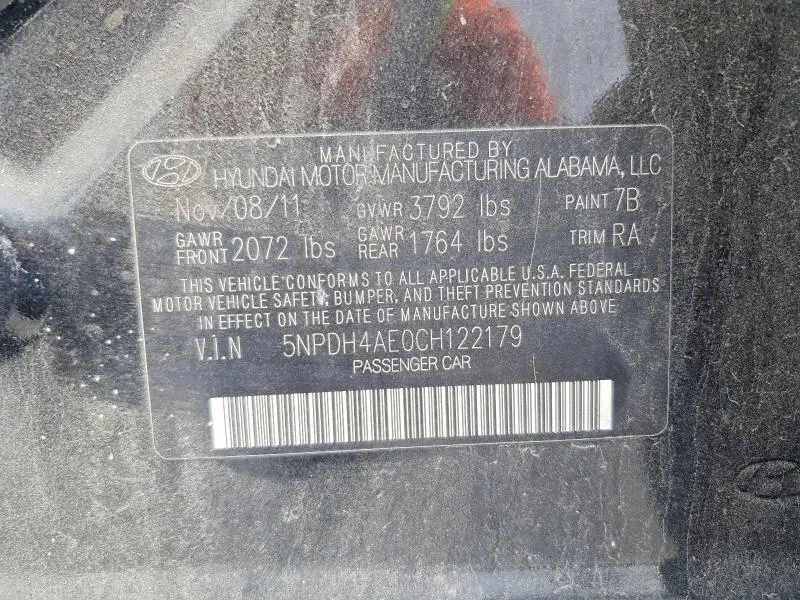 MANUFACTURED BY
HYUNDAI MOTOR MANUFACTURING ALABAMA, LLC
Nov/08/11 GVWR 3792 lbs PAINT 7B
GAWR FRONT 2072 lbs GAWR REAR 1764 lbs TRIM RA
THIS VEHICLE CONFORMS TO ALL APPLICABLE U.S.A. FEDERAL
MOTOR VEHICLE SAFETY, BUMPER, AND THEFT PREVENTION STANDARDS
IN EFFECT ON THE DATE OF MANUFACTURE SHOWN ABOVE
V.I.N 5NPDH4AE0CH122179
PASSENGER CAR